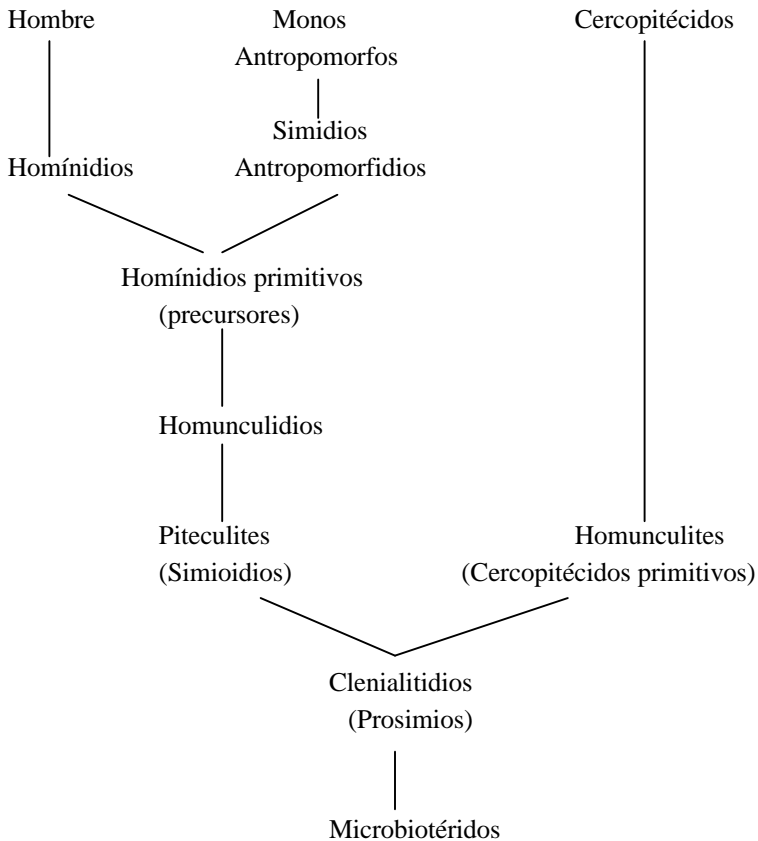 Hombre
Monos
Antropomorfos
Cercopitécidos
Simidios
Antropomorfidios
Homínidios
Homínidios primitivos
(precursores)
Homunculidios
Piteculites
(Simioidios)
Homunculites
(Cercopitécidos primitivos)
Clenialitidios
(Prosimios)
Microbiotéridos